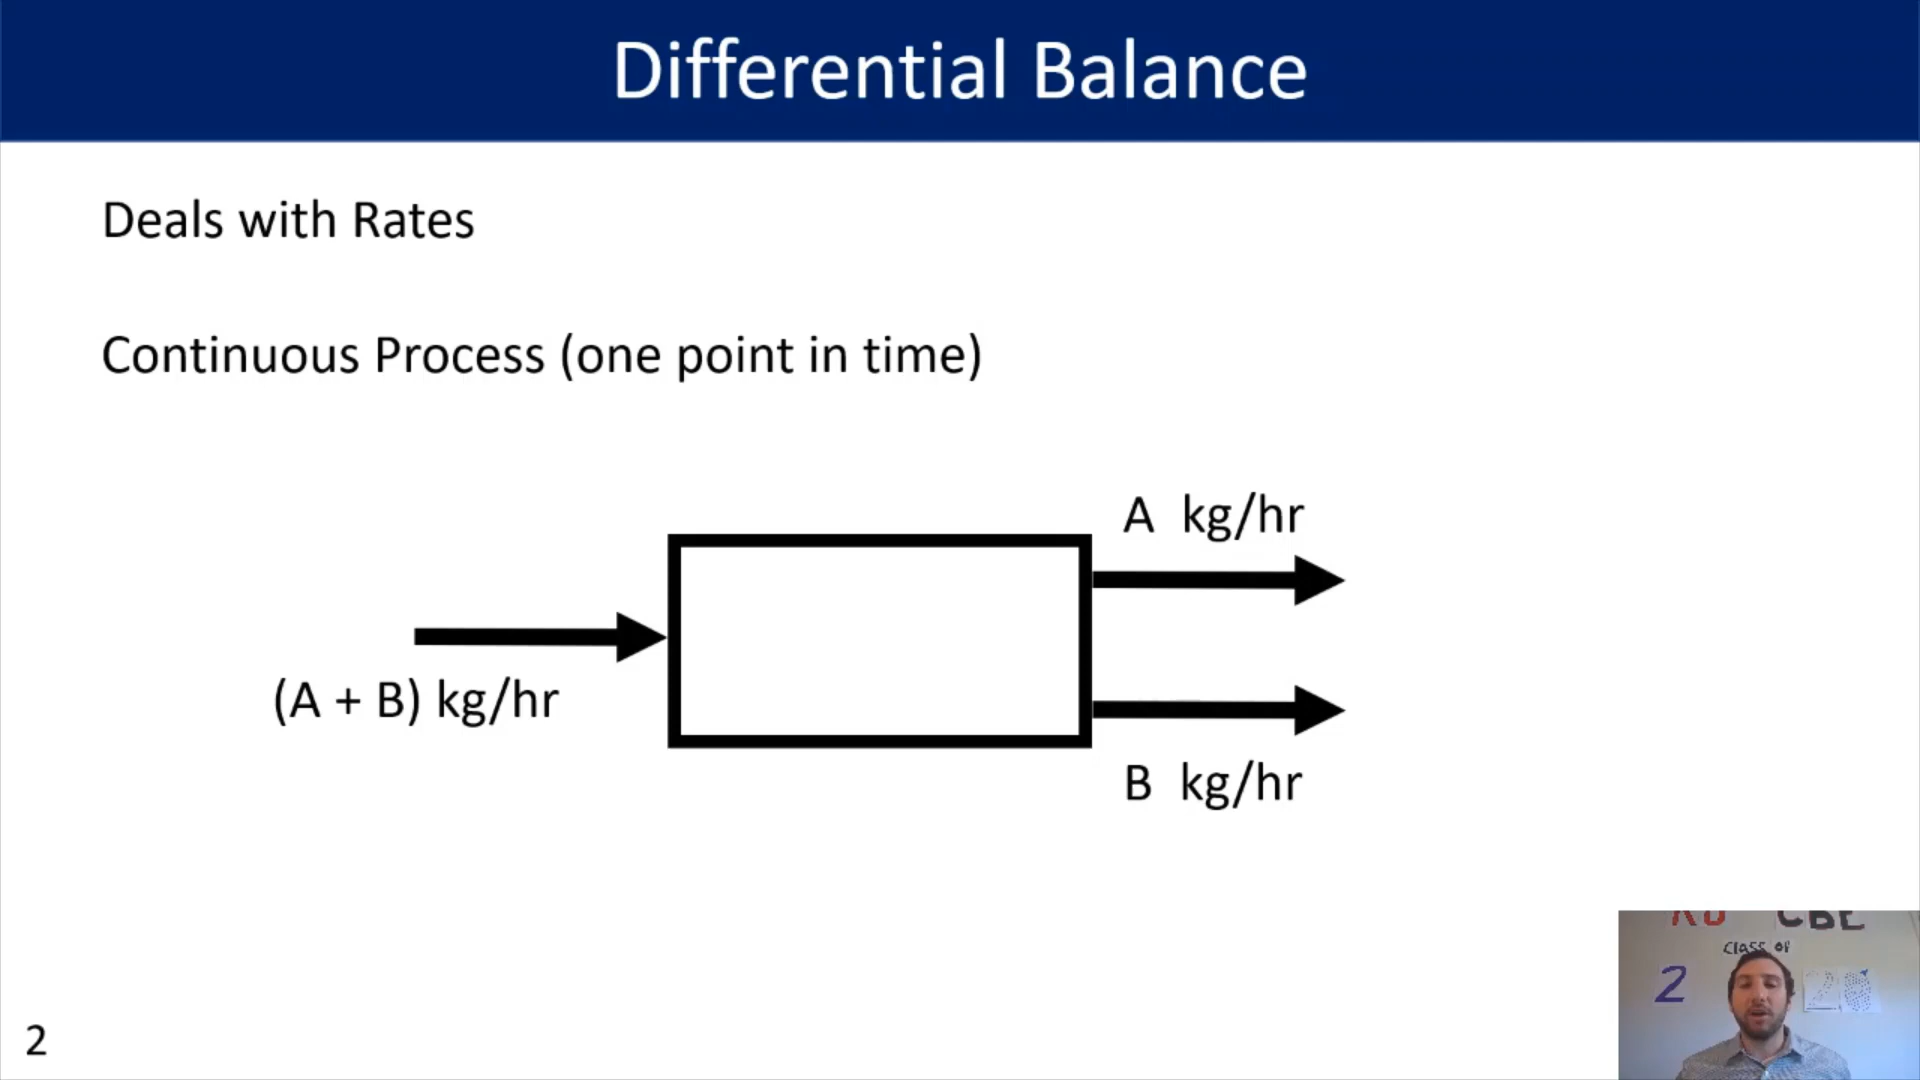 Differential Balance
Deals with Rates
Continuous Process (one point in time)
A kg/hr
(A + B) kg/hr
B kg/hr
CBE
Class of
2
2